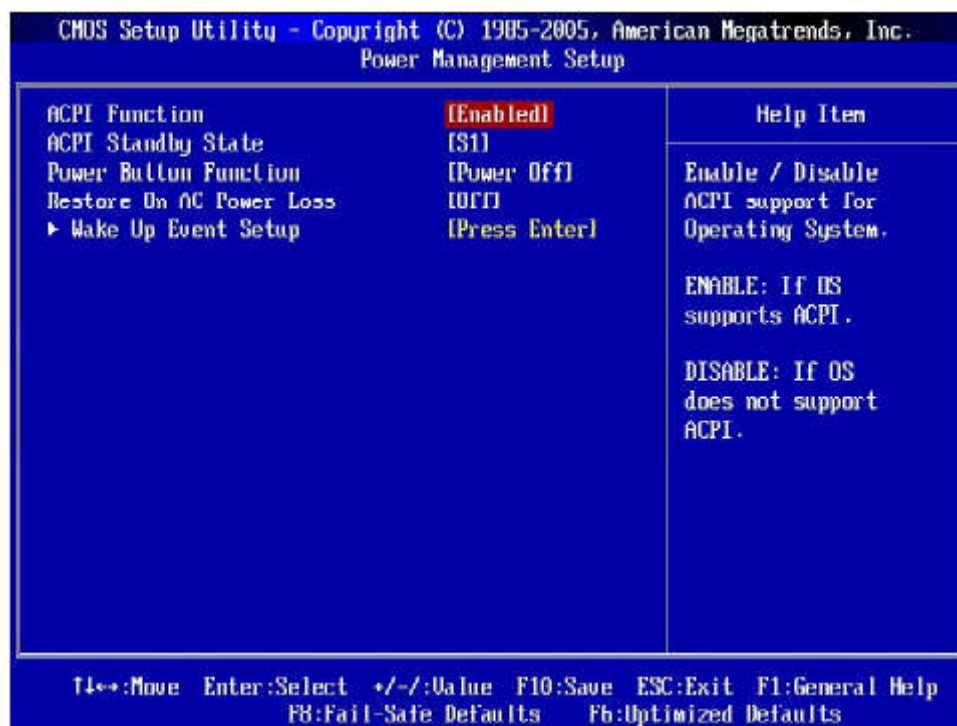 CMOS Setup Utility - Copyright (C) 1985-2005, American Megatrends, Inc.
Power Management Setup
ACPI Function [Enabled]
ACPI Standby State [S1]
Power Button Function [Power Off]
Restore On AC Power Loss [Off]
▶ Wake Up Event Setup [Press Enter]
Help Item
Enable / Disable
ACPI support for
Operating System.
ENABLE: If OS
supports ACPI.
DISABLE: If OS
does not support
ACPI.
↑↓←→:Move Enter:Select +/-/:Value F10:Save ESC:Exit F1:General Help
F8:Fail-Safe Defaults F6:Optimized Defaults